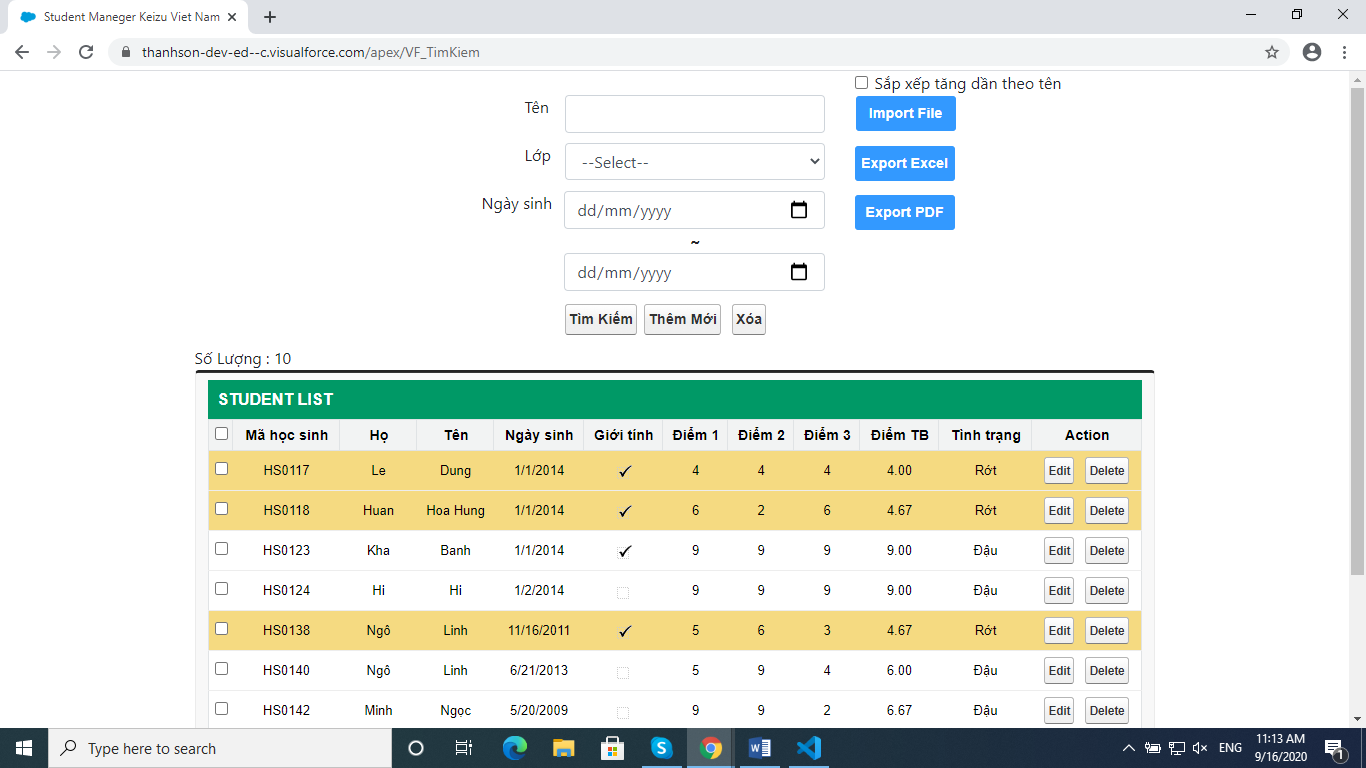 Student Maneger Keizu Viet Nam
thanhson-dev-ed--c.visualforce.com/apex/VF_TimKiem
Sắp xếp tăng dần theo tên
Tên
Import File
Lớp
--Select--
Export Excel
Ngày sinh
dd/mm/yyyy
Export PDF
~
dd/mm/yyyy
Tìm Kiếm Thêm Mới Xóa
Số Lượng : 10
STUDENT LIST
Mã học sinh Họ Tên Ngày sinh Giới tính Điểm 1 Điểm 2 Điểm 3 Điểm TB Tình trạng Action
HS0117 Le Dung 1/1/2014 4 4 4 4.00 Rớt Edit Delete
HS0118 Huan Hoa Hung 1/1/2014 6 2 6 4.67 Rớt Edit Delete
HS0123 Kha Banh 1/1/2014 9 9 9 9.00 Đậu Edit Delete
HS0124 Hi Hi 1/2/2014 9 9 9 9.00 Đậu Edit Delete
HS0138 Ngô Linh 11/16/2011 5 6 3 4.67 Rớt Edit Delete
HS0140 Ngô Linh 6/21/2013 5 9 4 6.00 Đậu Edit Delete
HS0142 Minh Ngọc 5/20/2009 9 9 2 6.67 Đậu Edit Delete
Type here to search
ENG
11:13 AM
9/16/2020
1